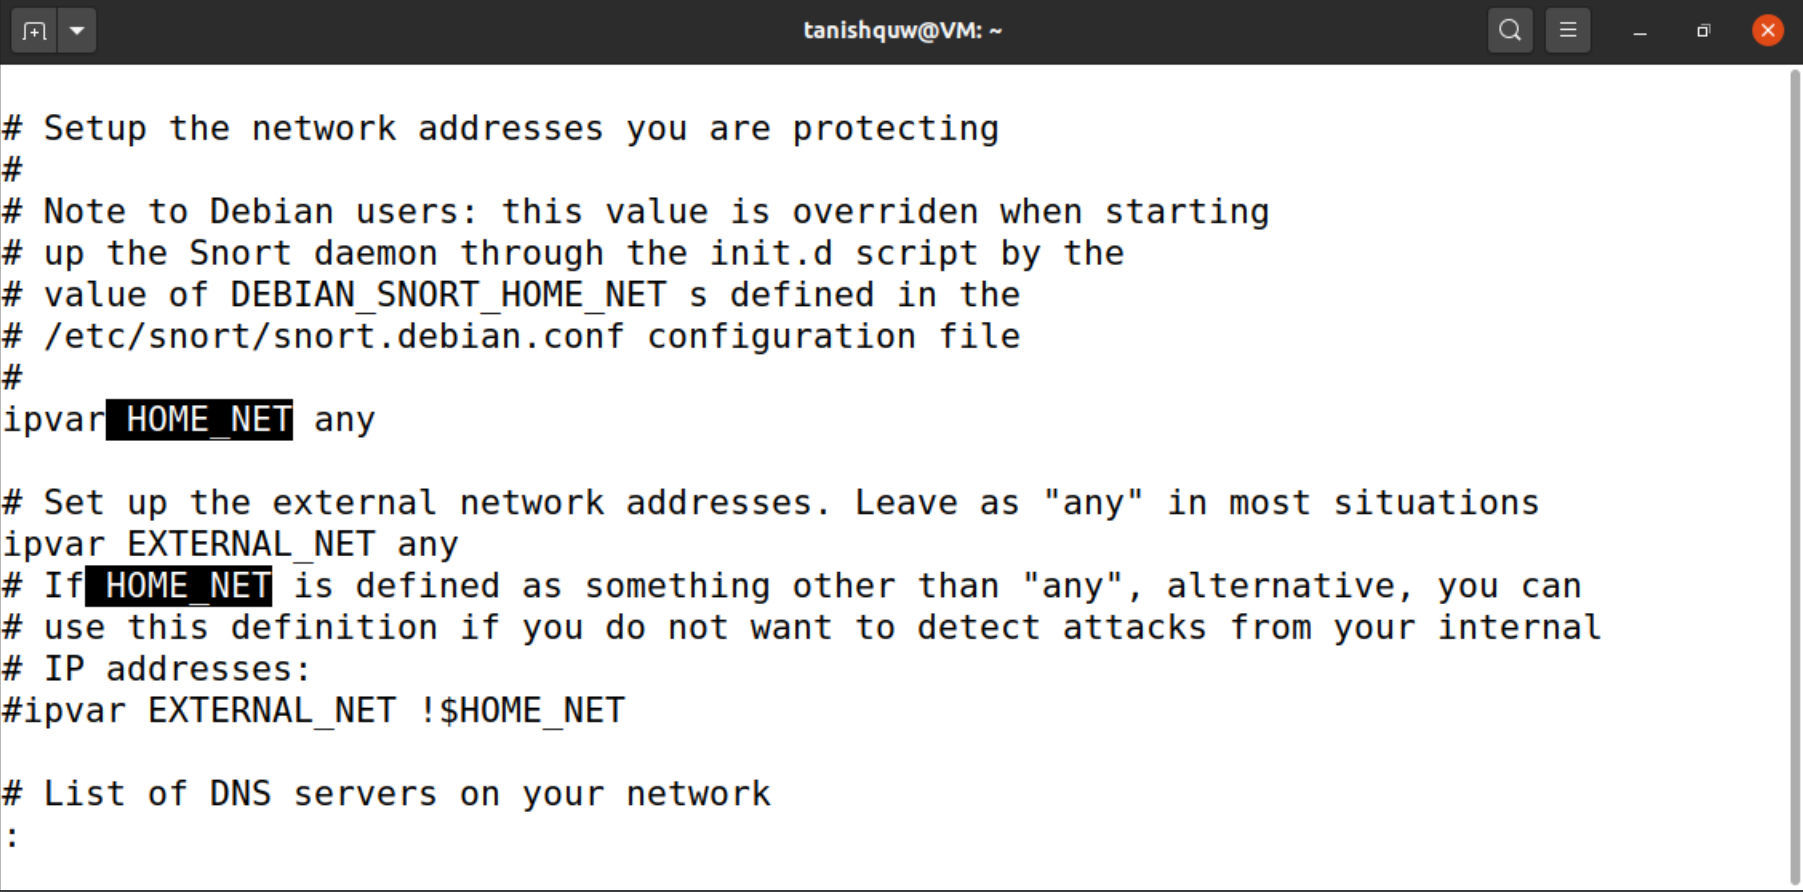 tanishquw@VM: ~
# Setup the network addresses you are protecting
#
# Note to Debian users: this value is overriden when starting
# up the Snort daemon through the init.d script by the
# value of DEBIAN_SNORT_HOME_NET s defined in the
# /etc/snort/snort.debian.conf configuration file
#
ipvar HOME_NET any
# Set up the external network addresses. Leave as "any" in most situations
ipvar EXTERNAL_NET any
# If HOME_NET is defined as something other than "any", alternative, you can
# use this definition if you do not want to detect attacks from your internal
# IP addresses:
#ipvar EXTERNAL_NET !$HOME_NET
# List of DNS servers on your network
: